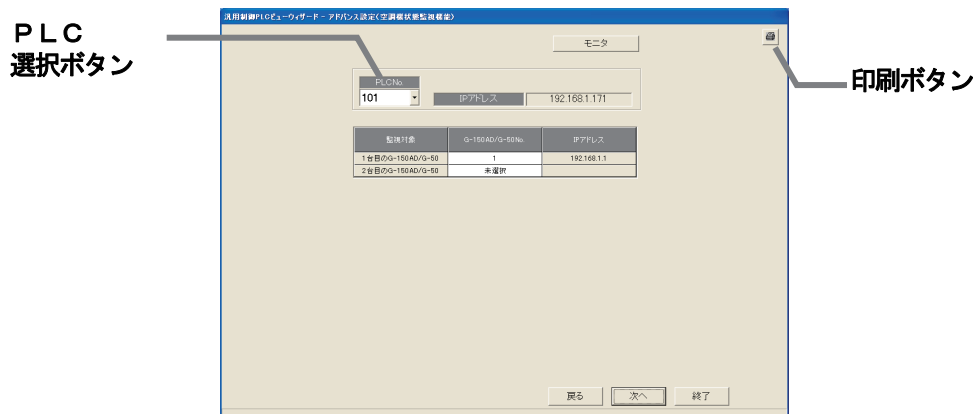 汎用制御PLCビューウィザード - アドバンス設定(空調機状態監視機能)
PLC
選択ボタン
モニタ
印刷ボタン
PLCNo
101
IPアドレス
192.168.1.171
監視対象 G-150AD/G-50No. IPアドレス
1台目のG-150AD/G-50 1 192.168.1.1
2台目のG-150AD/G-50 未選択
戻る 次へ 終了